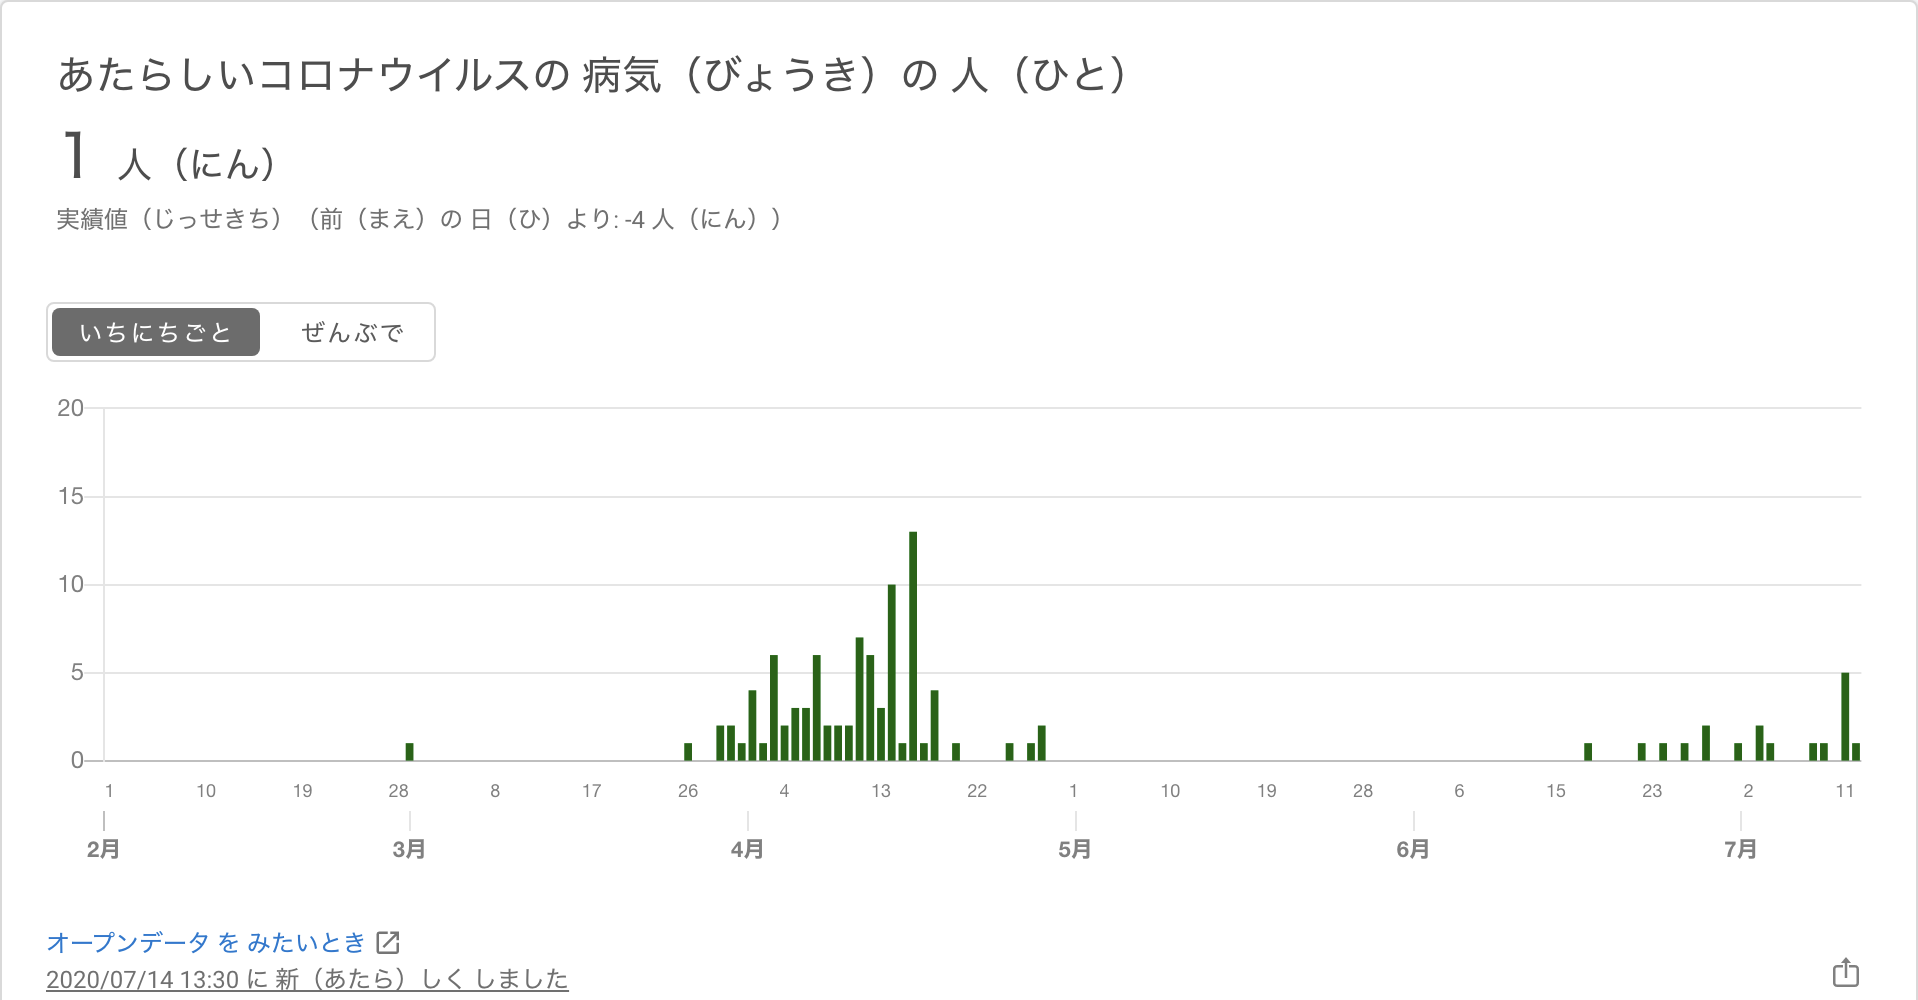 あたらしいコロナウイルスの 病気（びょうき）の 人（ひと）
1 人（にん）
実績値（じっせきち）（前（まえ）の 日（ひ）より: -4 人（にん））
いちにちごと ぜんぶで
20
15
10
5
0
1 10 19 28 8 17 26 4 13 22 1 10 19 28 6 15 23 2 11
2月 3月 4月 5月 6月 7月
オープンデータ を みたいとき
2020/07/14 13:30 に 新（あたら）しく しました